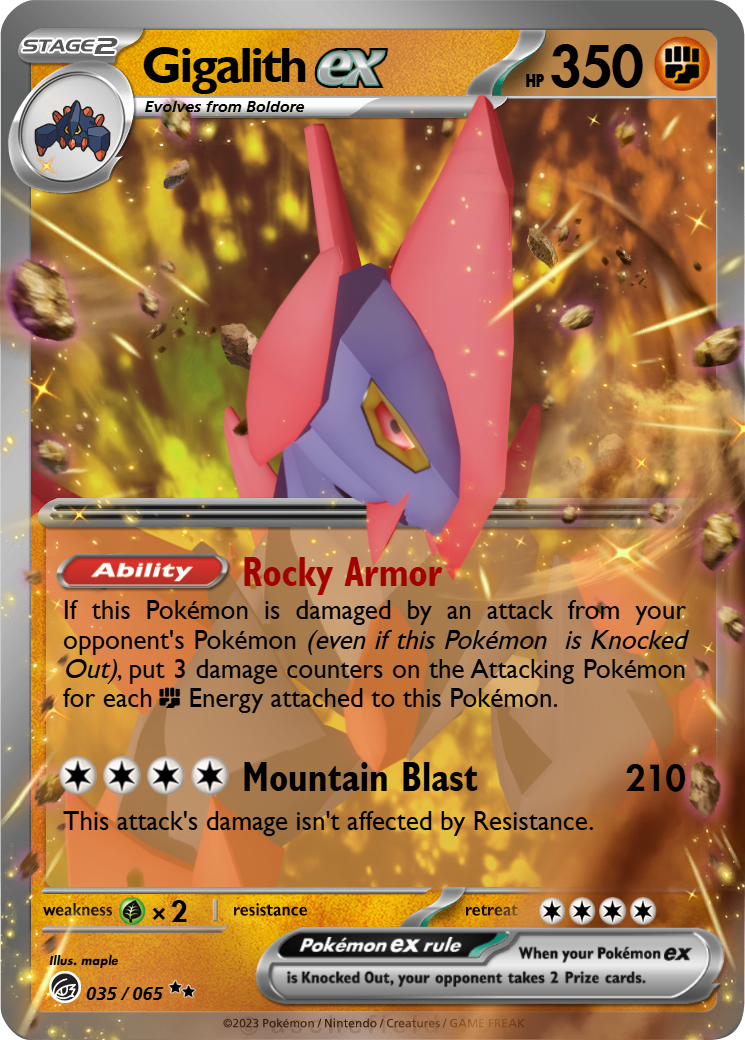 STAGE2
Gigalith ex
HP 350
Evolves from Boldore
Ability
Rocky Armor
If this Pokémon is damaged by an attack from your
opponent's Pokémon (even if this Pokémon is Knocked
Out), put 3 damage counters on the Attacking Pokémon
for each Energy attached to this Pokémon.
Mountain Blast 210
This attack's damage isn't affected by Resistance.
weakness ×2 resistance retreat
Illus. maple
035 / 065
Pokémon ex rule
When your Pokémon ex
is Knocked Out, your opponent takes 2 Prize cards.
©2023 Pokémon / Nintendo / Creatures / GAME FREAK